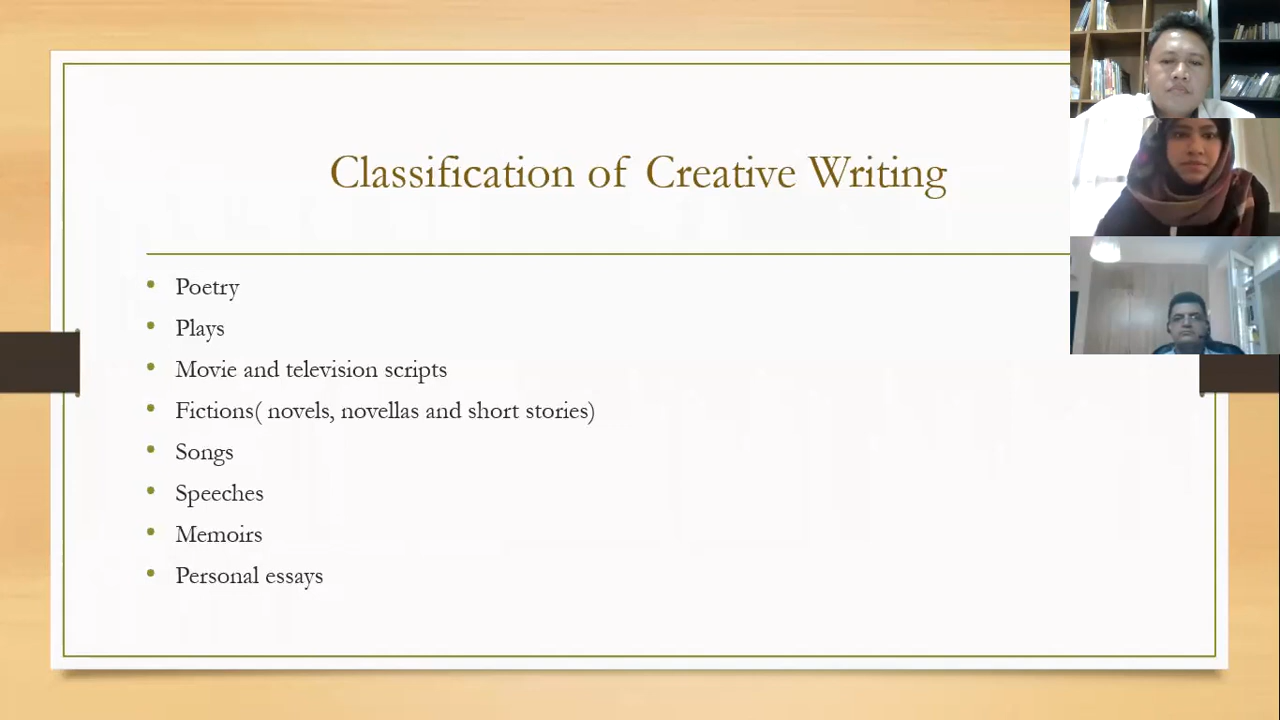 Classification of Creative Writing
• Poetry
• Plays
• Movie and television scripts
• Fictions( novels, novellas and short stories)
• Songs
• Speeches
• Memoirs
• Personal essays